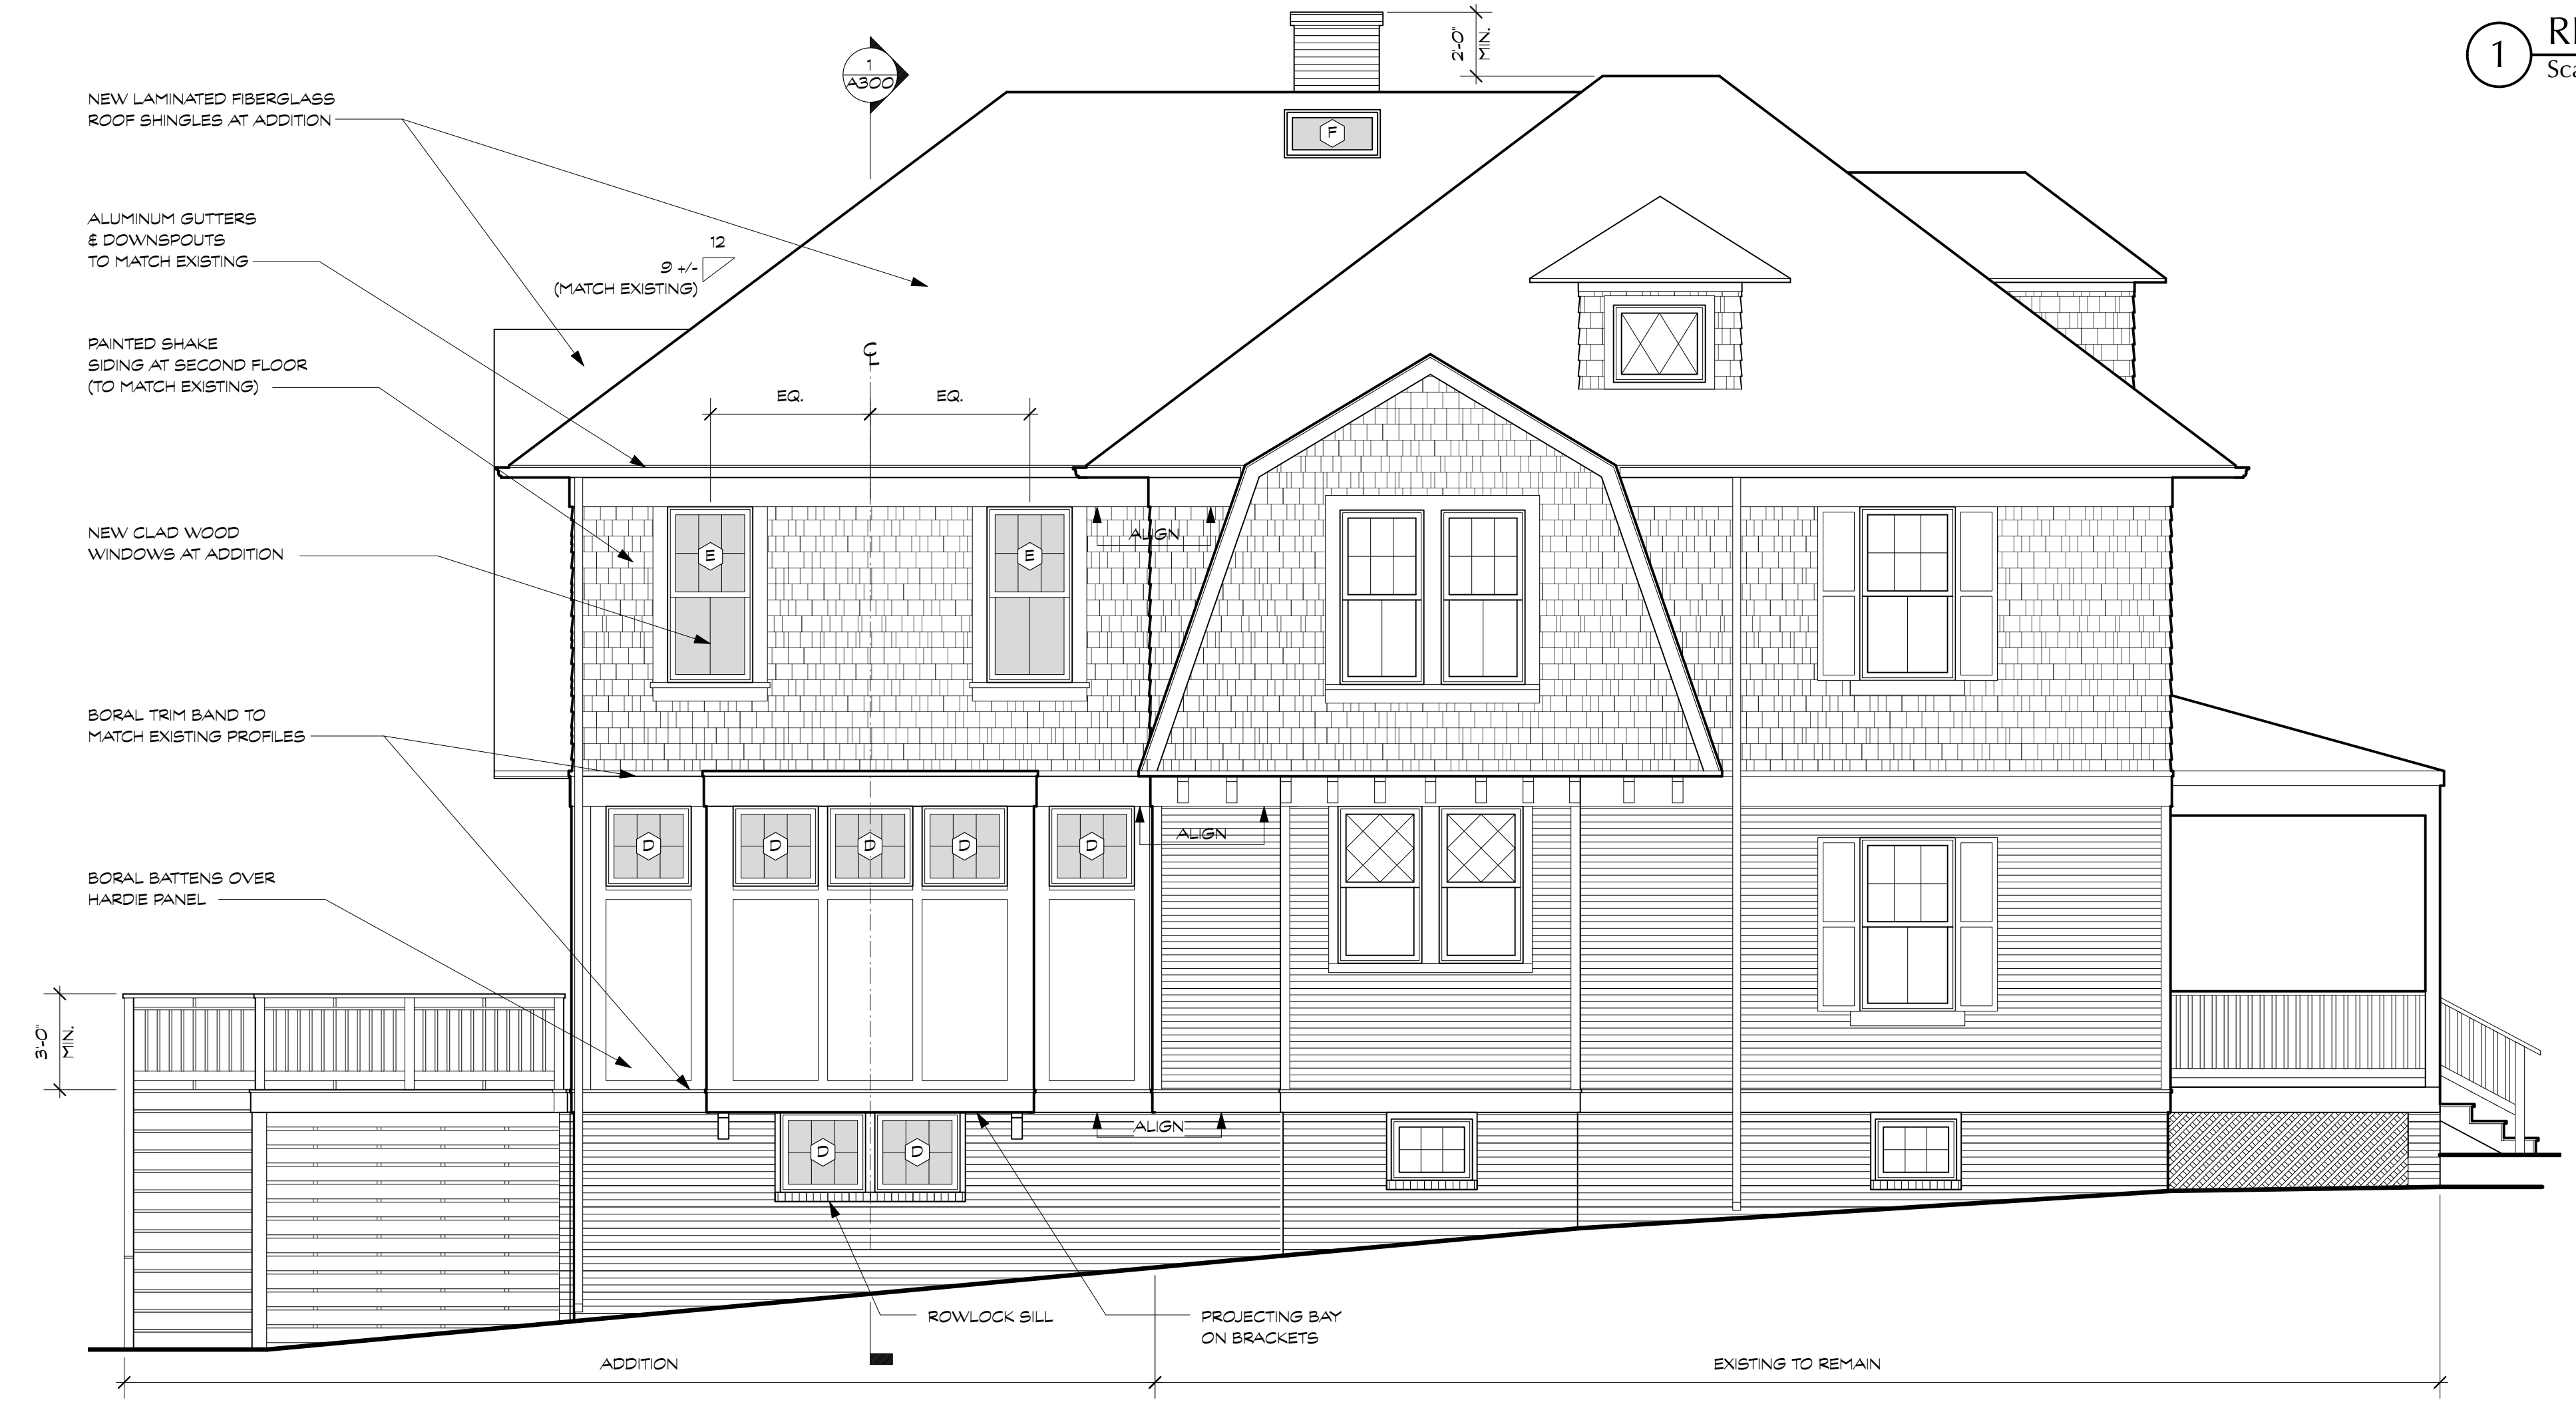 1
RI
Sca
2'-0"
MIN.
1
A300
NEW LAMINATED FIBERGLASS
ROOF SHINGLES AT ADDITION
F
ALUMINUM GUTTERS
& DOWNSPOUTS
TO MATCH EXISTING
12
9 +/-
(MATCH EXISTING)
PAINTED SHAKE
SIDING AT SECOND FLOOR
(TO MATCH EXISTING)
CL
EQ.
EQ.
NEW CLAD WOOD
WINDOWS AT ADDITION
E
E
ALIGN
BORAL TRIM BAND TO
MATCH EXISTING PROFILES
D
D
D
D
D
ALIGN
BORAL BATTENS OVER
HARDIE PANEL
3'-0"
MIN.
D
D
ALIGN
ROWLOCK SILL
PROJECTING BAY
ON BRACKETS
ADDITION
EXISTING TO REMAIN